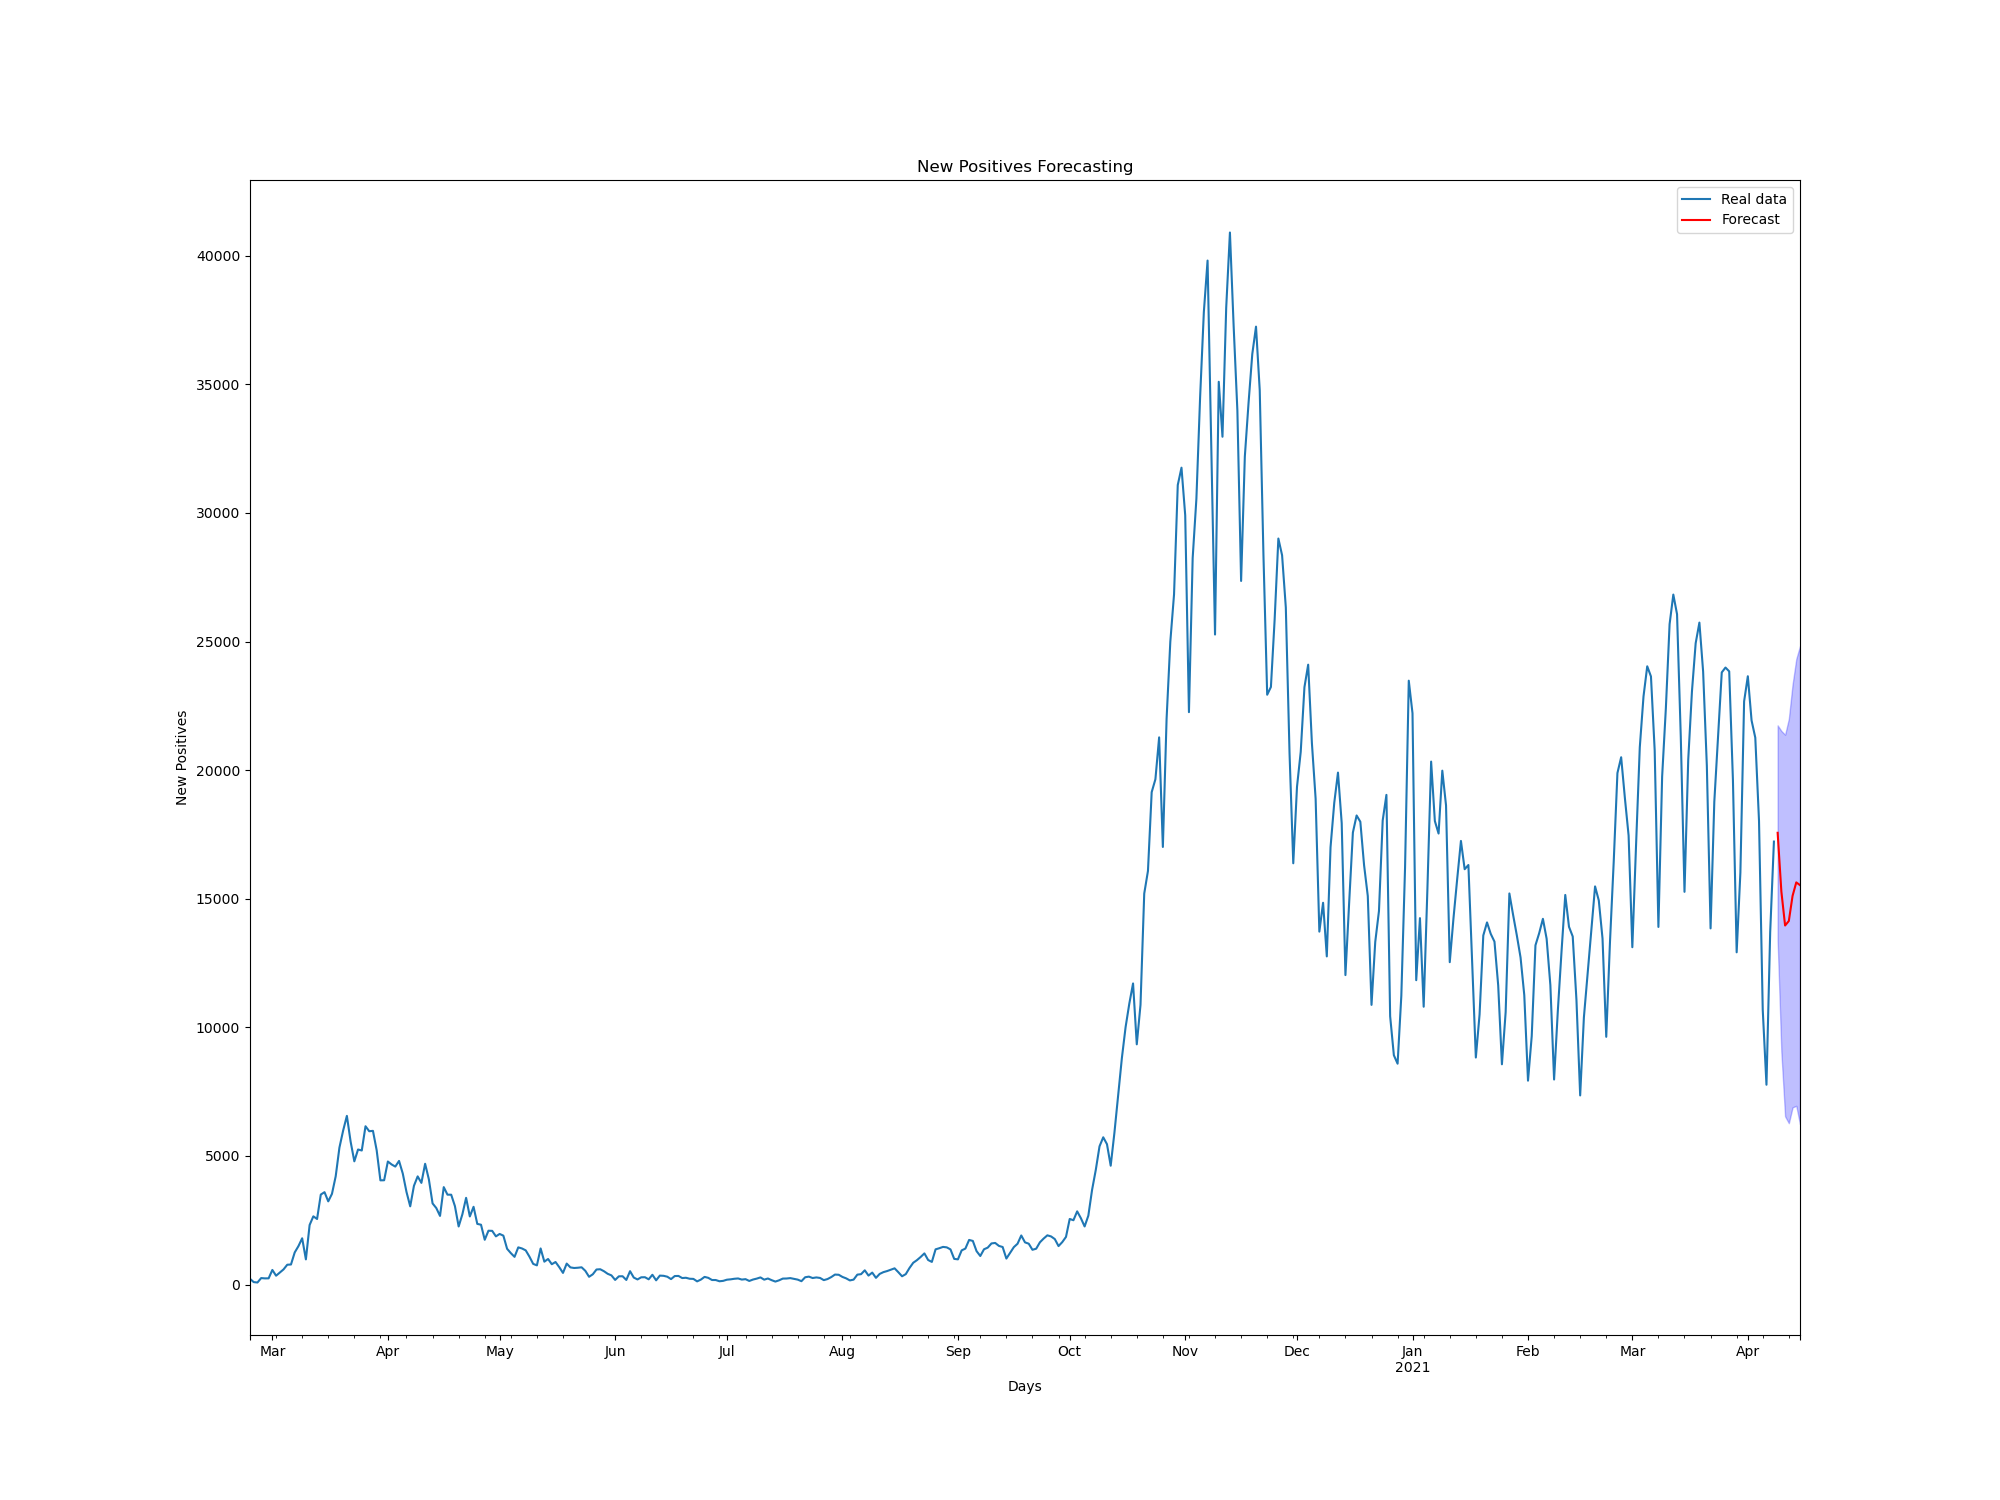 New Positives Forecasting
Real data
Forecast
40000
35000
30000
25000
20000
15000
10000
5000
0
New Positives
Mar Apr May Jun Jul Aug Sep Oct Nov Dec Jan Feb Mar Apr
2021
Days